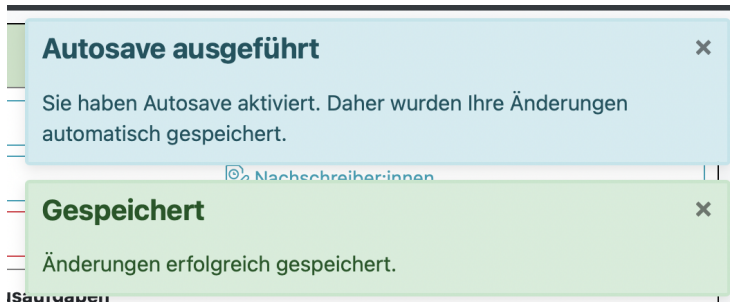 Autosave ausgeführt
Sie haben Autosave aktiviert. Daher wurden Ihre Änderungen
automatisch gespeichert.
Nachschreiber:innen
Gespeichert
Änderungen erfolgreich gespeichert.